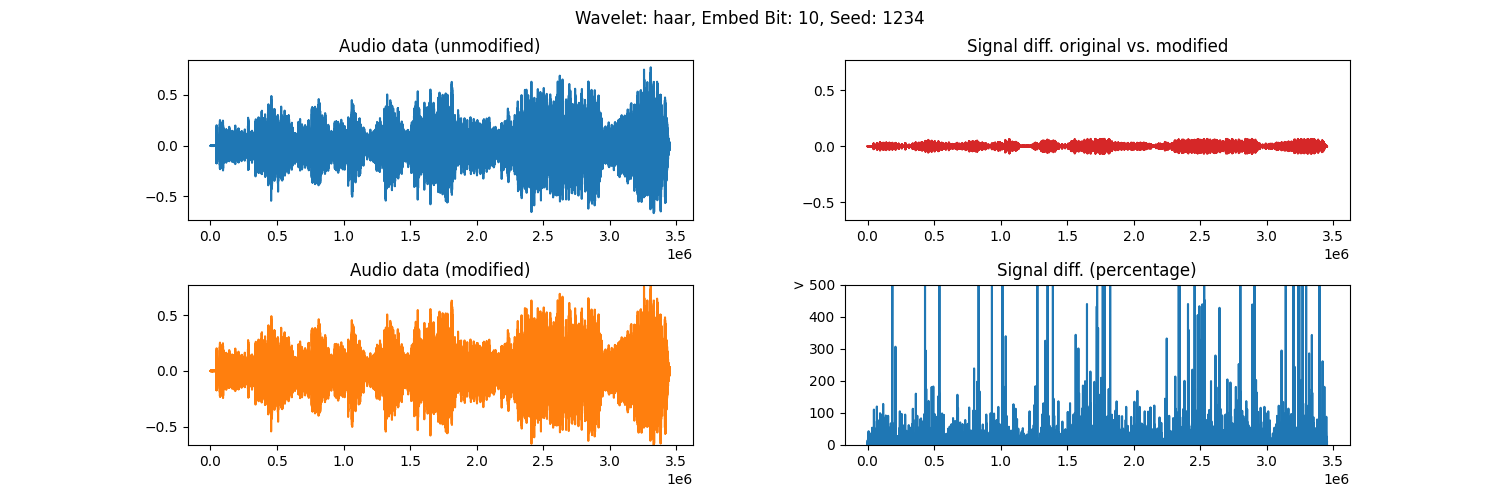 Wavelet: haar, Embed Bit: 10, Seed: 1234
Audio data (unmodified)
0.5
0.0
−0.5
0.0 0.5 1.0 1.5 2.0 2.5 3.0 3.5
1e6
Signal diff. original vs. modified
0.5
0.0
−0.5
0.0 0.5 1.0 1.5 2.0 2.5 3.0 3.5
1e6
Audio data (modified)
0.5
0.0
−0.5
0.0 0.5 1.0 1.5 2.0 2.5 3.0 3.5
1e6
Signal diff. (percentage)
> 500
400
300
200
100
0
0.0 0.5 1.0 1.5 2.0 2.5 3.0 3.5
1e6